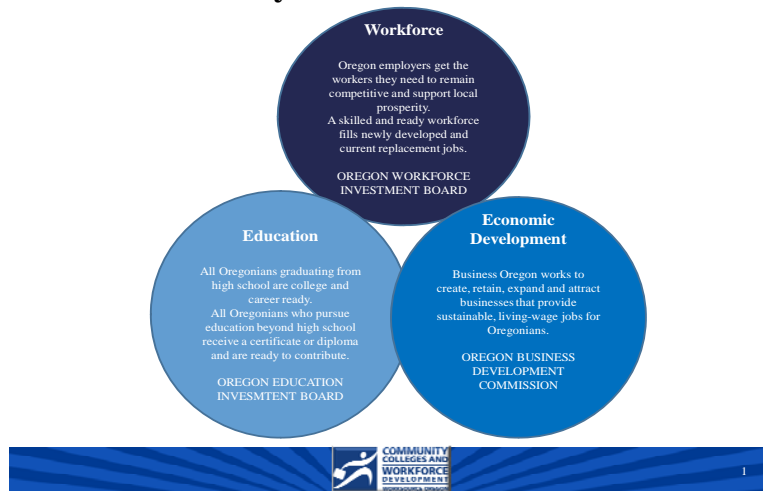 Workforce
Oregon employers get the
workers they need to remain
competitive and support local
prosperity.
A skilled and ready workforce
fills newly developed and
current replacement jobs.
OREGON WORKFORCE
INVESTMENT BOARD
Education
All Oregonians graduating from
high school are college and
career ready.
All Oregonians who pursue
education beyond high school
receive a certificate or diploma
and are ready to contribute.
OREGON EDUCATION
INVESMTENT BOARD
Economic
Development
Business Oregon works to
create, retain, expand and attract
businesses that provide
sustainable, living-wage jobs for
Oregonians.
OREGON BUSINESS
DEVELOPMENT
COMMISSION
COMMUNITY
COLLEGES AND
WORKFORCE
DEVELOPMENT
1